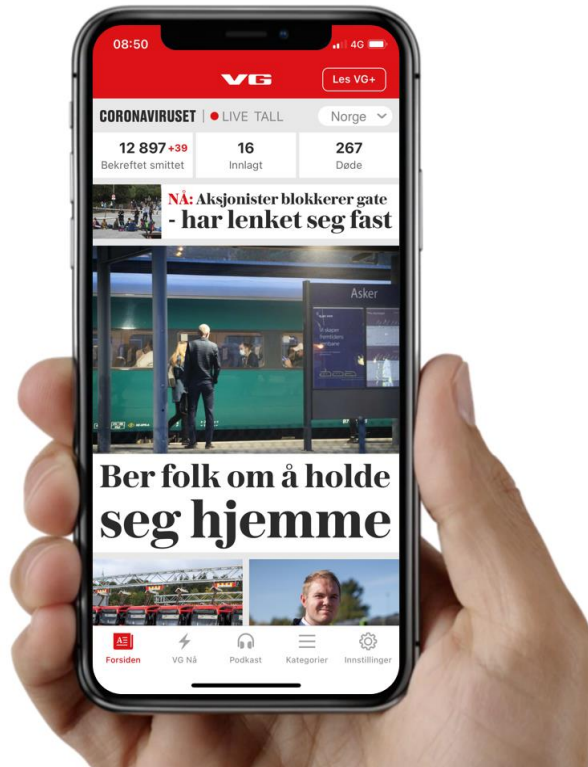 08:50
4G
VG
Les VG+
CORONAVIRUSET | LIVE TALL
Norge
12 897 +39
16
267
Bekreftet smittet
Innlagt
Døde
NÅ: Aksjonister blokkerer gate
- har lenket seg fast
Asker
Ber folk om å holde
seg hjemme
Forsiden
VG Nå
Podkast
Kategorier
Innstillinger